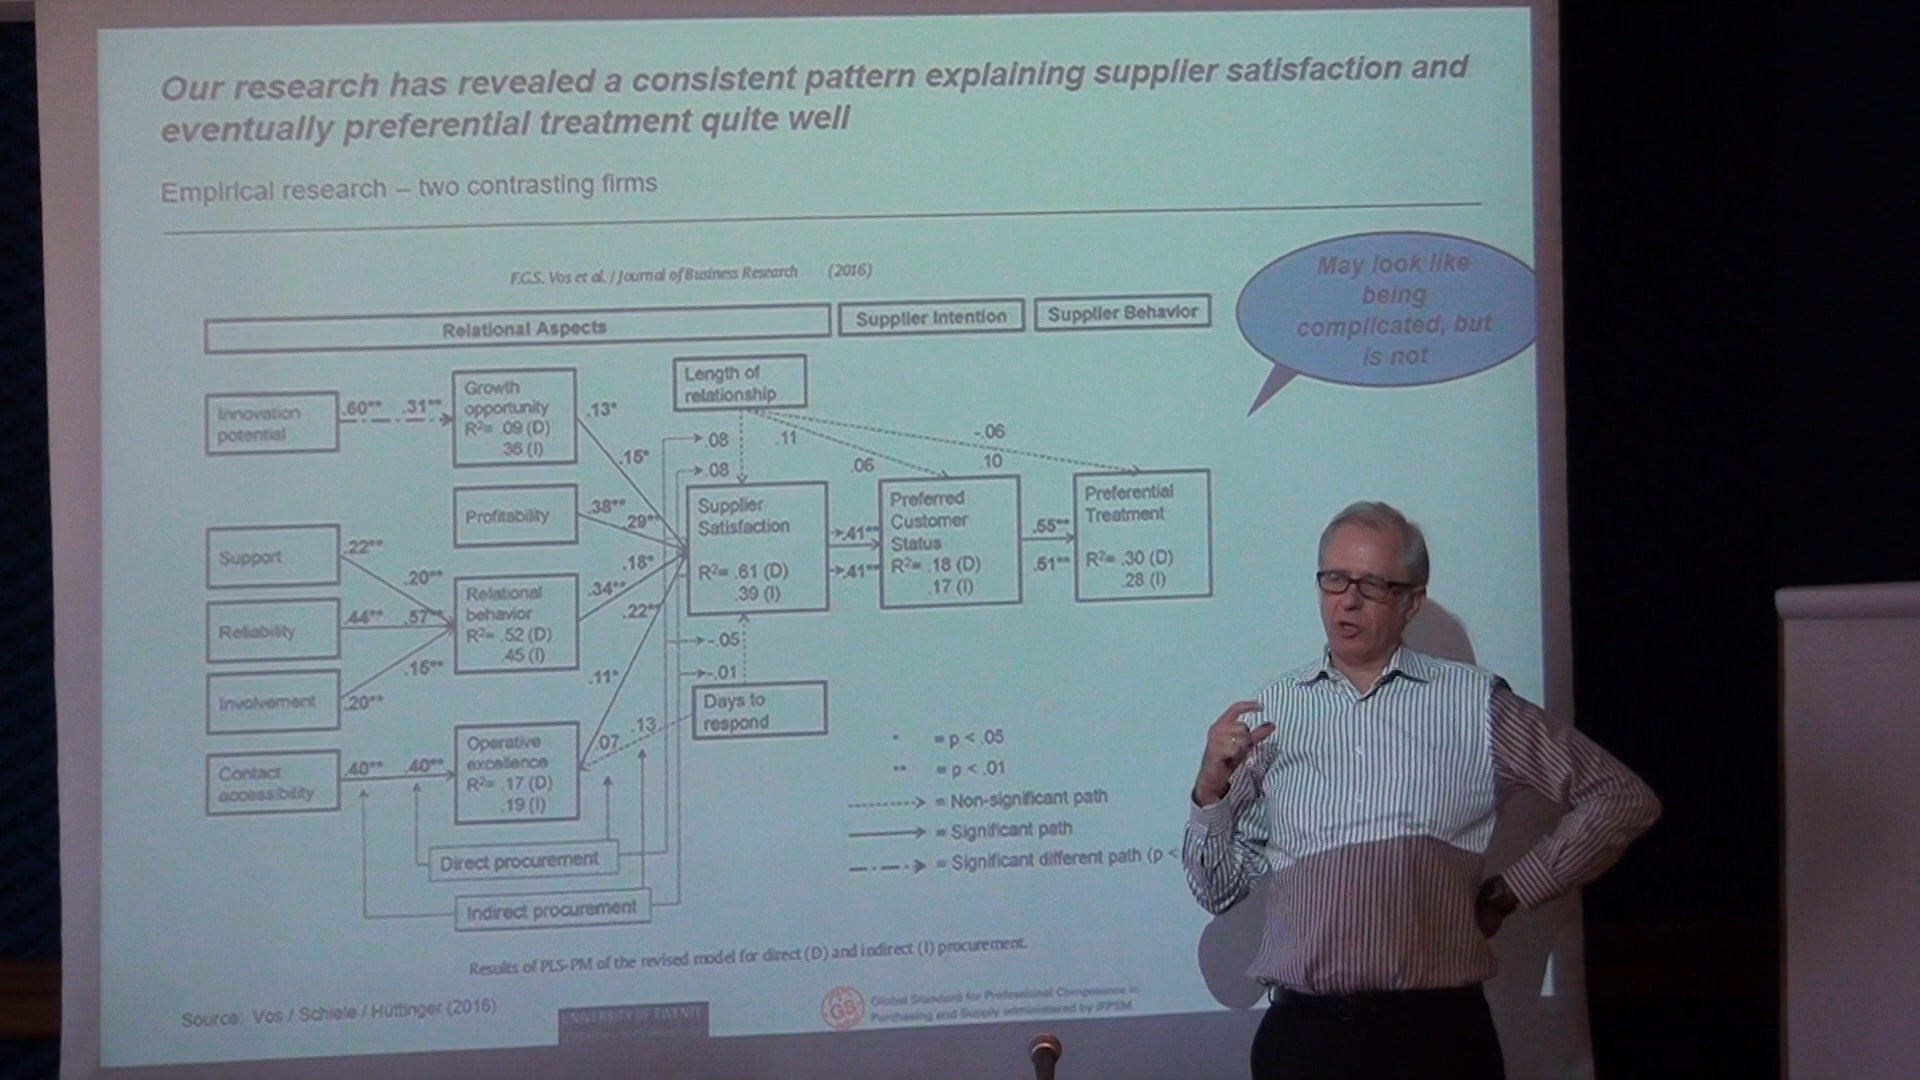 Our research has revealed a consistent pattern explaining supplier satisfaction and
eventually preferential treatment quite well
Empirical research – two contrasting firms
F.G.S. Vos et al. / Journal of Business Research (2016)
May look like
being
complicated, but
is not
Relational Aspects
Supplier Intention
Supplier Behavior
Innovation
potential
.60** .31**
Growth
opportunity
R²= .09 (D)
.36 (I)
.13*
.15*
Length of
relationship
.08
.08
.11
.06
-.06
.10
Profitability
.38**
.29**
Supplier
Satisfaction
R²= .61 (D)
.39 (I)
.41**
.41**
Preferred
Customer
Status
R²= .18 (D)
.17 (I)
.55**
.51**
Preferential
Treatment
R²= .30 (D)
.28 (I)
Support
.22**
.20**
Reliability
.44** .57**
Involvement
.20**
.15**
Relational
behavior
R²= .52 (D)
.45 (I)
.18*
.34**
.22**
.11*
-.05
-.01
Days to
respond
Contact
accessibility
.40** .40**
Operative
excellence
R²= .17 (D)
.19 (I)
.07
.13
Direct procurement
Indirect procurement
* = p < .05
** = p < .01
= Non-significant path
= Significant path
= Significant different path (p <
Results of PLS-PM of the revised model for direct (D) and indirect (I) procurement.
Source: Vos / Schiele / Hüttinger (2016)
UNIVERSITY OF TWENTE
GS
Global Standard for Professional Competence in
Purchasing and Supply administered by IFPSM